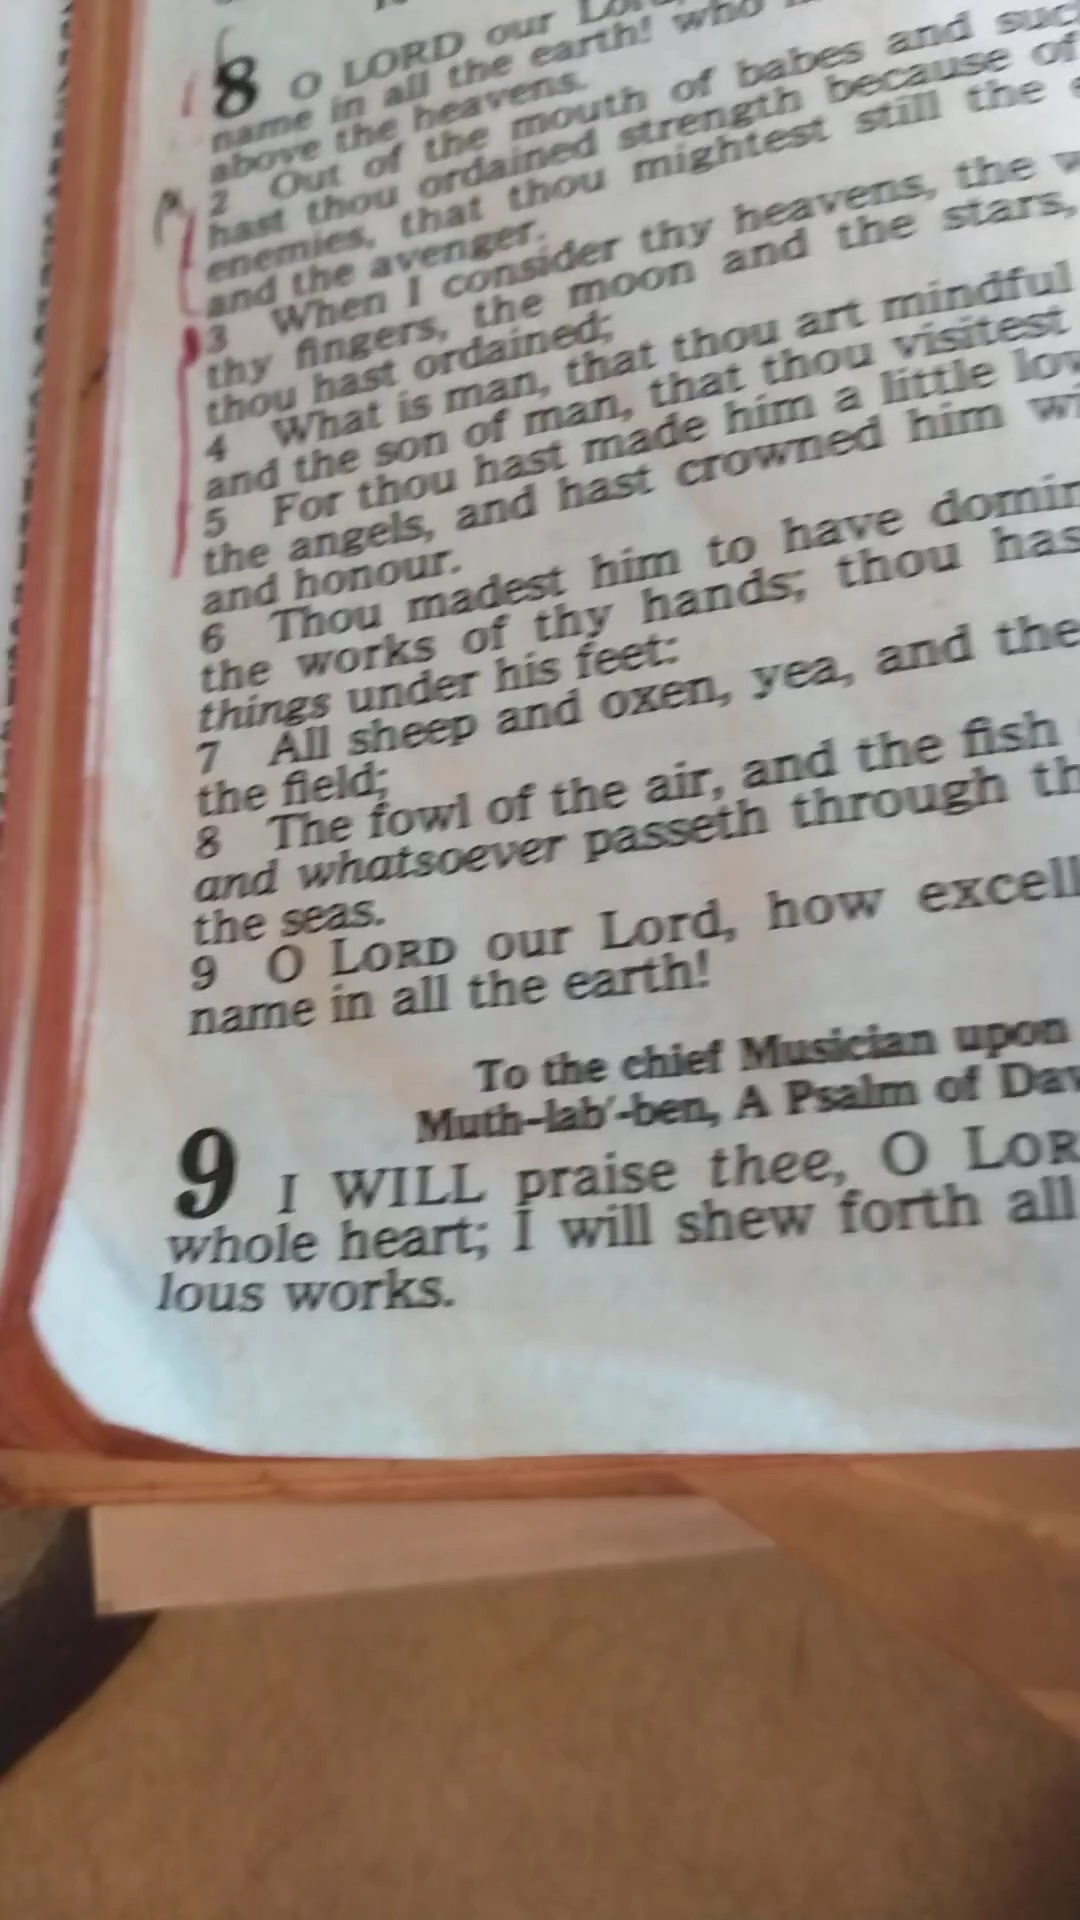 8 O LORD our Lord,
name in all the earth! who
above the heavens.
2 Out of the mouth of babes and
hast thou ordained strength because of
enemies, that thou mightest still the
and the avenger.
3 When I consider thy heavens, the
thy fingers, the moon and the stars,
thou hast ordained;
4 What is man, that thou art mindful
and the son of man, that thou visitest
5 For thou hast made him a little
the angels, and hast crowned him
and honour.
6 Thou madest him to have domin
the works of thy hands; thou has
things under his feet:
7 All sheep and oxen, yea, and the
the field;
8 The fowl of the air, and the fish
and whatsoever passeth through th
the seas.
9 O LORD our Lord, how excell
name in all the earth!
To the chief Musician upon
Muth-lab'-ben, A Psalm of Dav
9 I WILL praise thee, O LOR
whole heart; I will shew forth all
lous works.